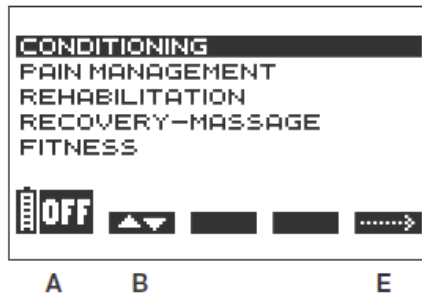 CONDITIONING
PAIN MANAGEMENT
REHABILITATION
RECOVERY-MASSAGE
FITNESS
OFF
A B E